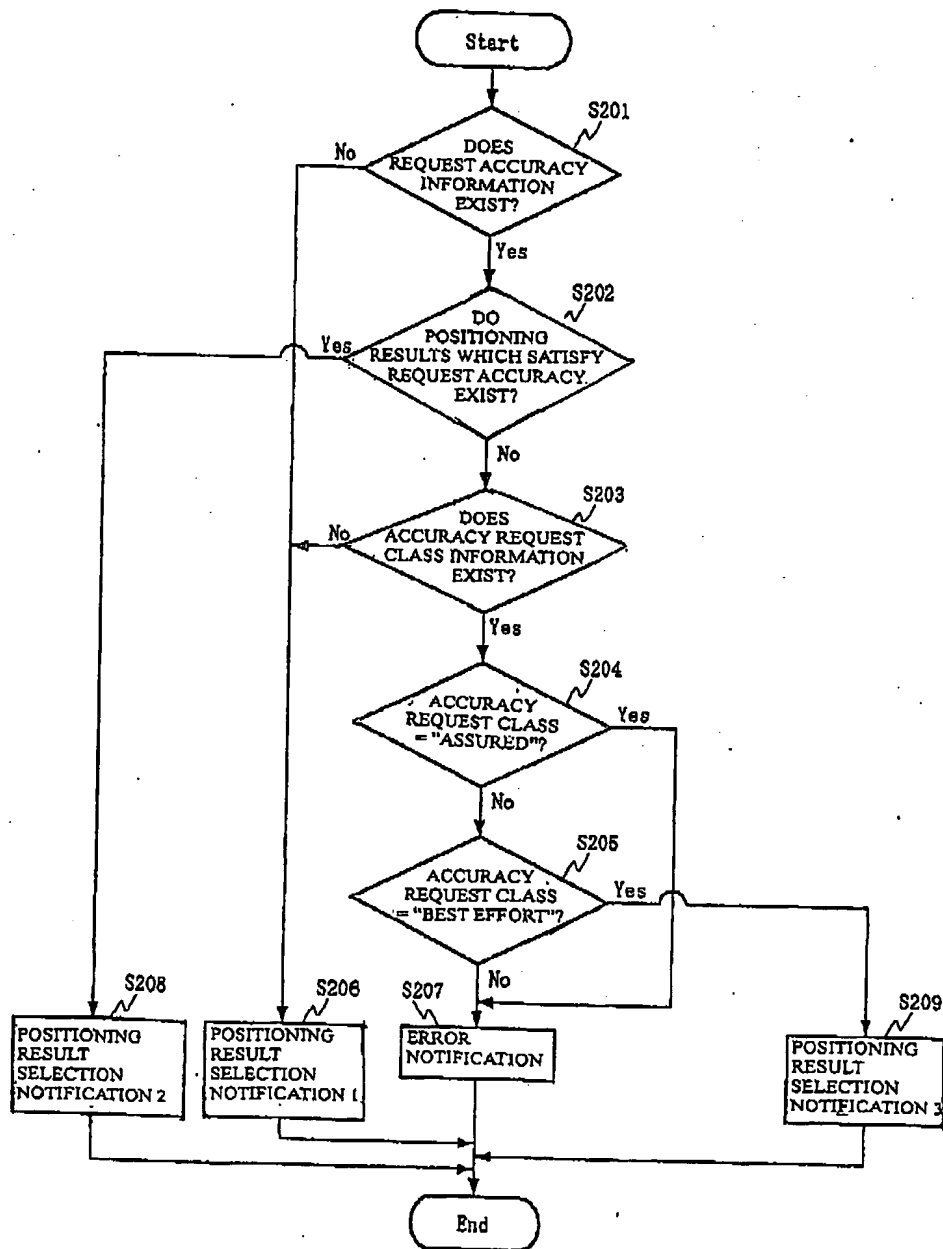 Start
S201
DOES
REQUEST ACCURACY
INFORMATION
EXIST?
No
Yes
S202
DO
POSITIONING
RESULTS WHICH SATISFY
REQUEST ACCURACY.
EXIST?
Yes
No
S203
DOES
ACCURACY REQUEST
CLASS INFORMATION
EXIST?
No
Yes
S204
ACCURACY
REQUEST CLASS
= "ASSURED"?
Yes
No
S205
ACCURACY
REQUEST CLASS
= "BEST EFFORT"?
Yes
No
S208
POSITIONING
RESULT
SELECTION
NOTIFICATION 2
S206
POSITIONING
RESULT
SELECTION
NOTIFICATION 1
S207
ERROR
NOTIFICATION
S209
POSITIONING
RESULT
SELECTION
NOTIFICATION 3
End